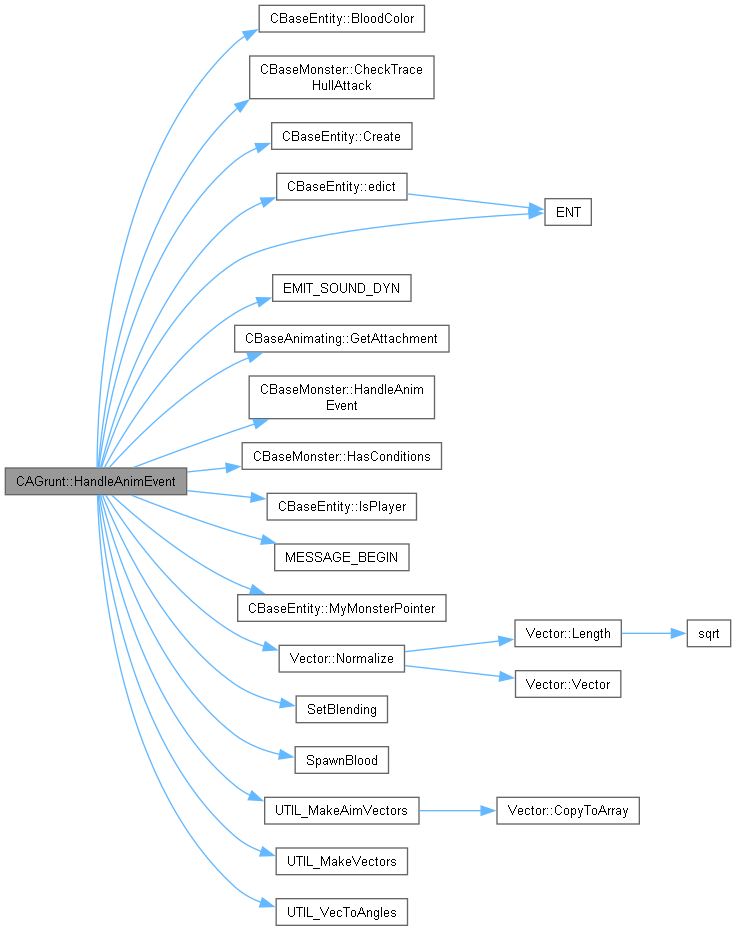 CBaseEntity::BloodColor
CBaseMonster::CheckTrace
HullAttack
CBaseEntity::Create
CBaseEntity::edict
ENT
EMIT_SOUND_DYN
CBaseAnimating::GetAttachment
CBaseMonster::HandleAnim
Event
CBaseMonster::HasConditions
CAGrunt::HandleAnimEvent
CBaseEntity::IsPlayer
MESSAGE_BEGIN
CBaseEntity::MyMonsterPointer
Vector::Normalize
Vector::Length
sqrt
Vector::Vector
SetBlending
SpawnBlood
UTIL_MakeAimVectors
Vector::CopyToArray
UTIL_MakeVectors
UTIL_VecToAngles